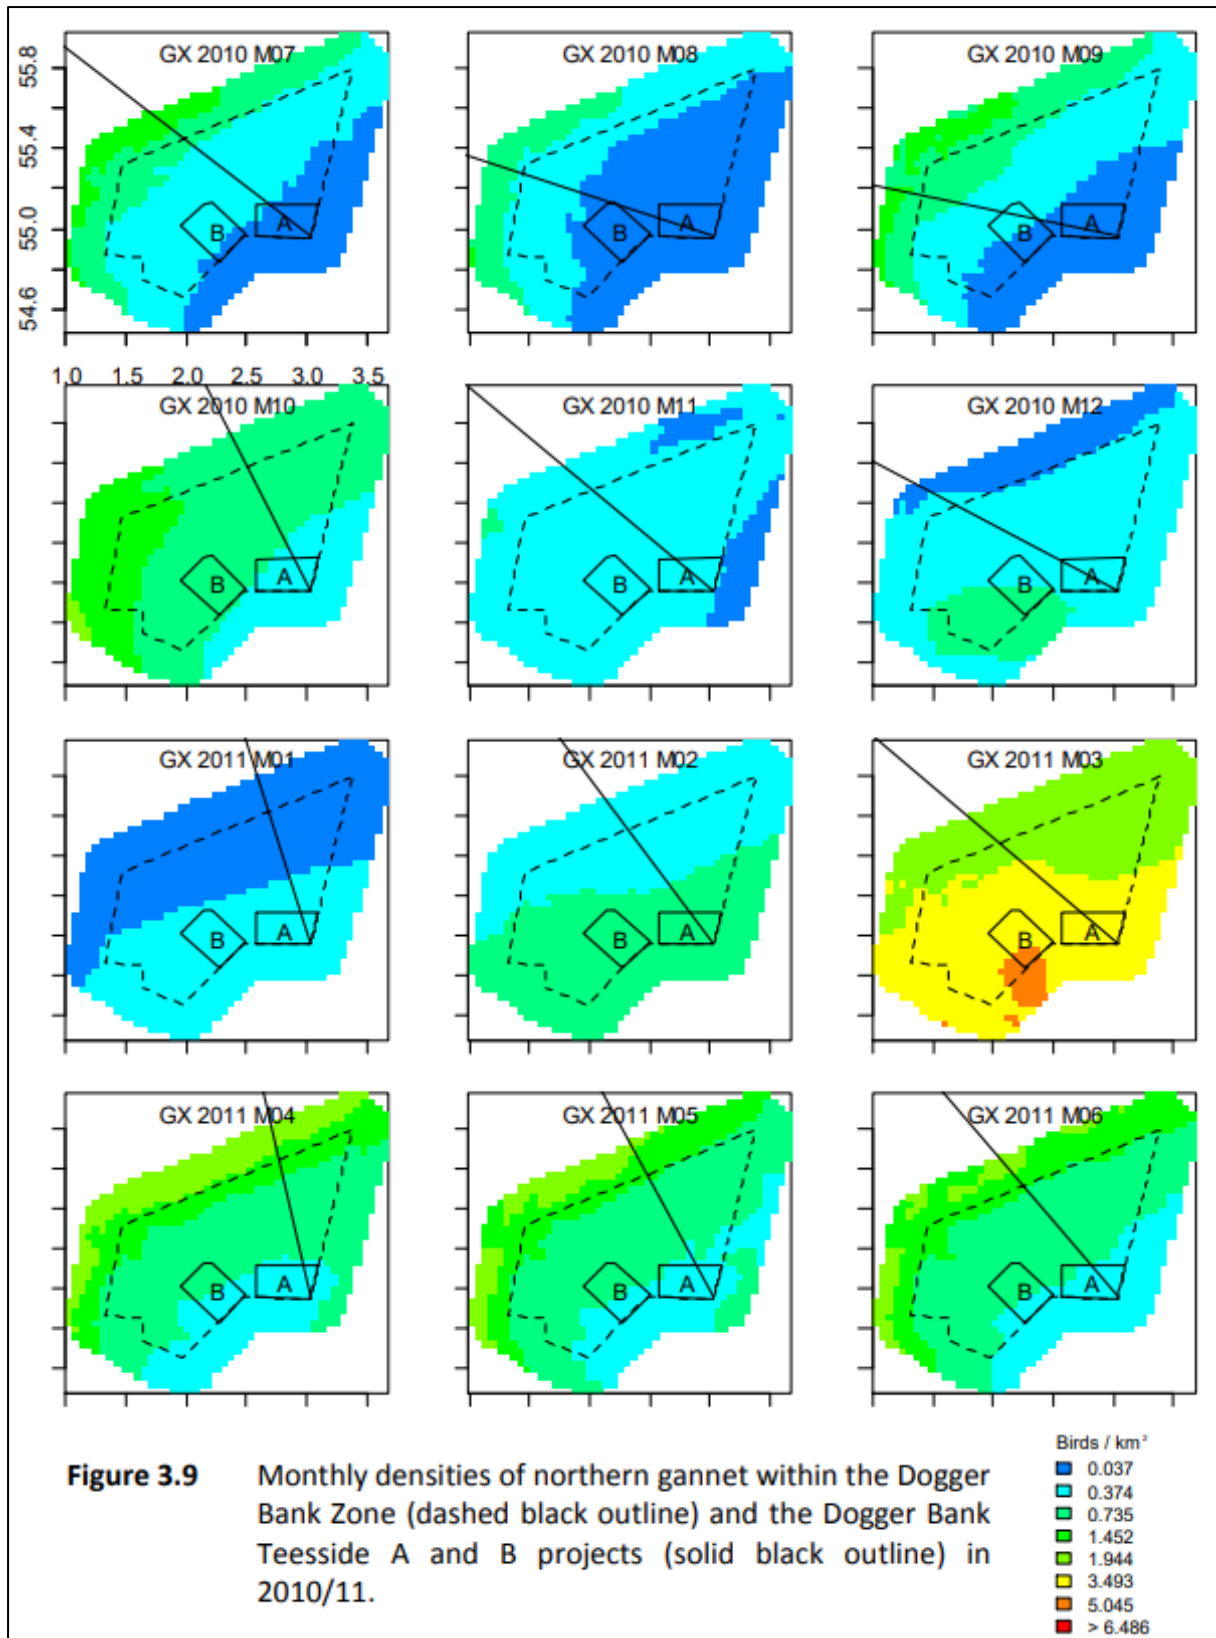 GX 2010 M07
GX 2010 M08
GX 2010 M09
55.8
55.4
55.0
54.6
B
A
B
A
B
A
1.0 1.5 2.0 2.5 3.0 3.5
GX 2010 M10
GX 2010 M11
GX 2010 M12
B
A
B
A
B
A
GX 2011 M01
GX 2011 M02
GX 2011 M03
B
A
B
A
B
A
GX 2011 M04
GX 2011 M05
GX 2011 M06
B
A
B
A
B
A
Figure 3.9 Monthly densities of northern gannet within the Dogger
Bank Zone (dashed black outline) and the Dogger Bank
Teesside A and B projects (solid black outline) in
2010/11.
Birds / km²
0.037
0.374
0.735
1.452
1.944
3.493
5.045
> 6.486